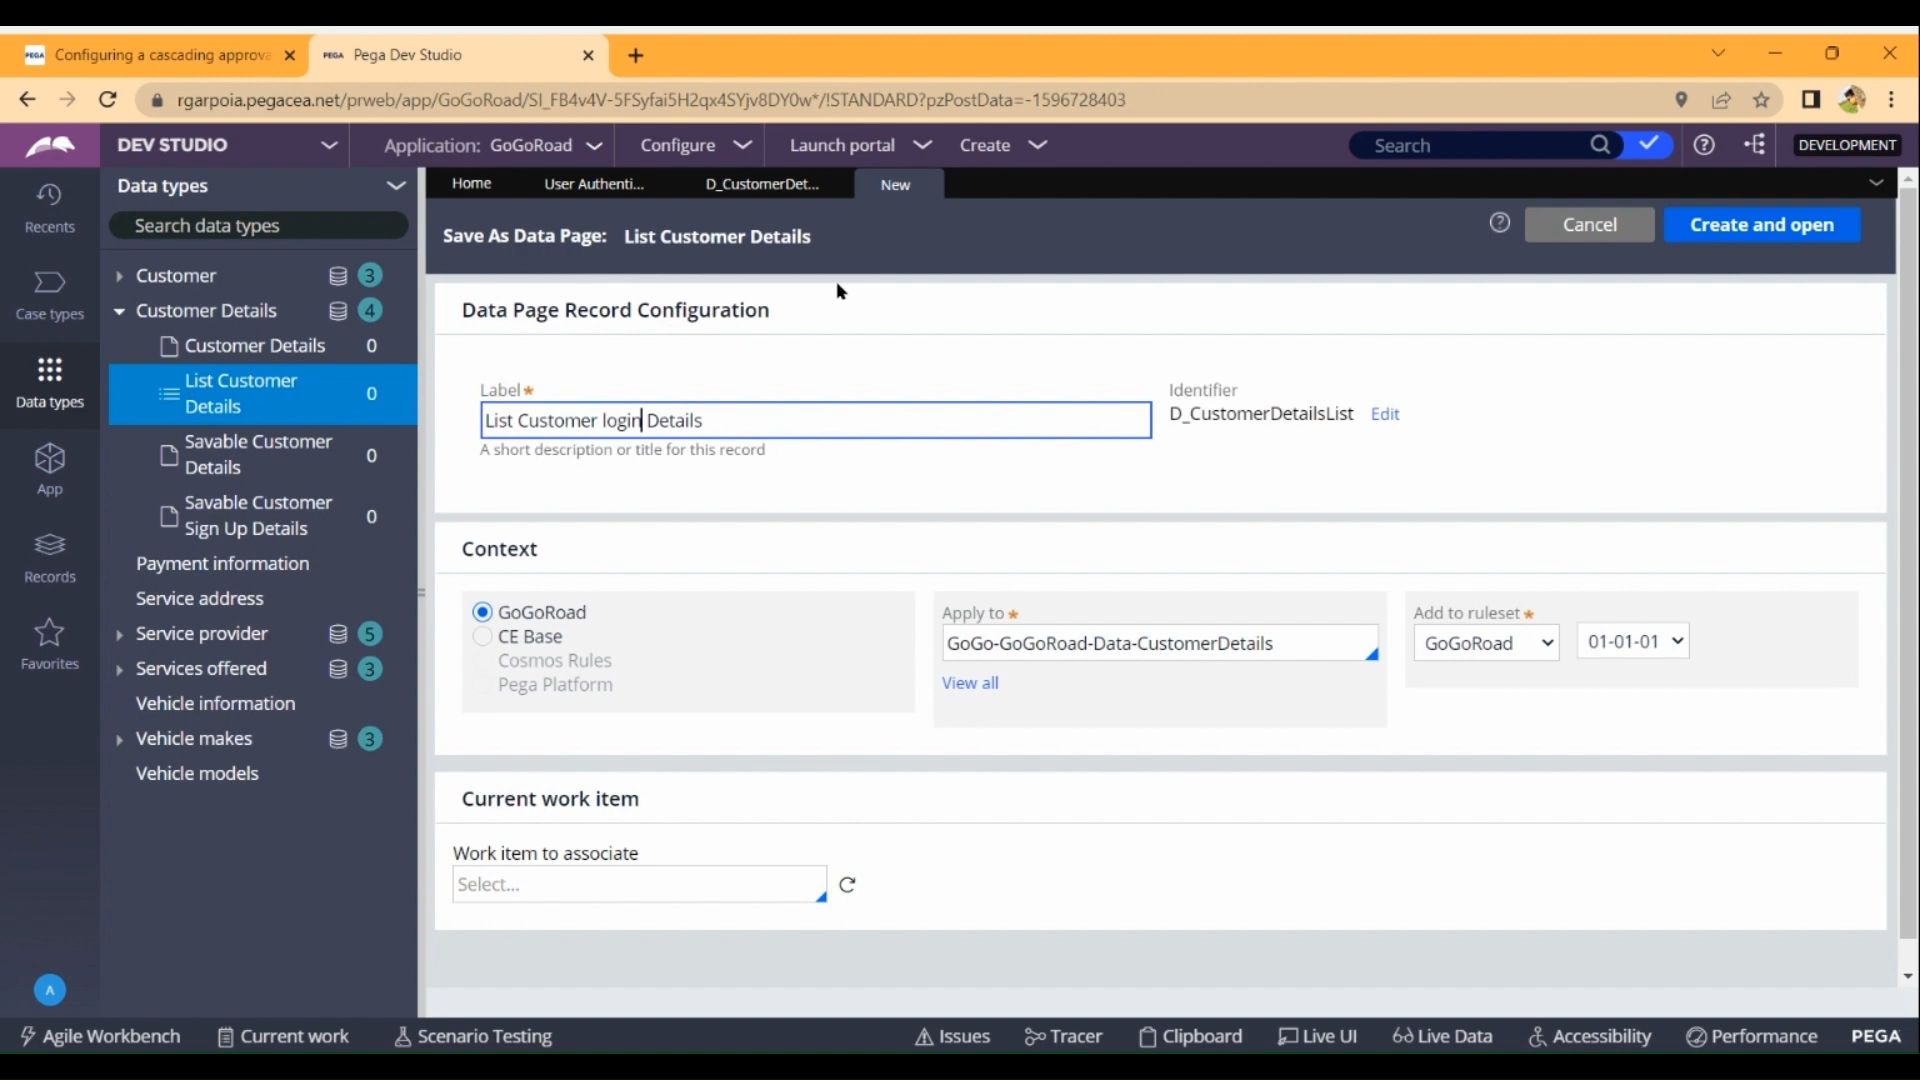 PEGA Configuring a cascading approva
PEGA Pega Dev Studio
rgarpoia.pegacea.net/prweb/app/GoGoRoad/SI_FB4v4V-5FSyfai5H2qx4SYjv8DY0w*/!STANDARD?pzPostData=-1596728403
DEV STUDIO
Application: GoGoRoad
Configure
Launch portal
Create
Search
DEVELOPMENT
Recents
Case types
Data types
App
Records
Favorites
A
Data types
Search data types
Customer 3
Customer Details 4
Customer Details 0
List Customer
Details 0
Savable Customer
Details 0
Savable Customer
Sign Up Details 0
Payment information
Service address
Service provider 5
Services offered 3
Vehicle information
Vehicle makes 3
Vehicle models
Home
User Authenti...
D_CustomerDet...
New
Save As Data Page: List Customer Details
Cancel
Create and open
Data Page Record Configuration
Label*
List Customer login Details
A short description or title for this record
Identifier
D_CustomerDetailsList Edit
Context
GoGoRoad
CE Base
Cosmos Rules
Pega Platform
Apply to *
GoGo-GoGoRoad-Data-CustomerDetails
View all
Add to ruleset *
GoGoRoad
01-01-01
Current work item
Work item to associate
Select...
Agile Workbench
Current work
Scenario Testing
Issues
Tracer
Clipboard
Live UI
Live Data
Accessibility
Performance
PEGA